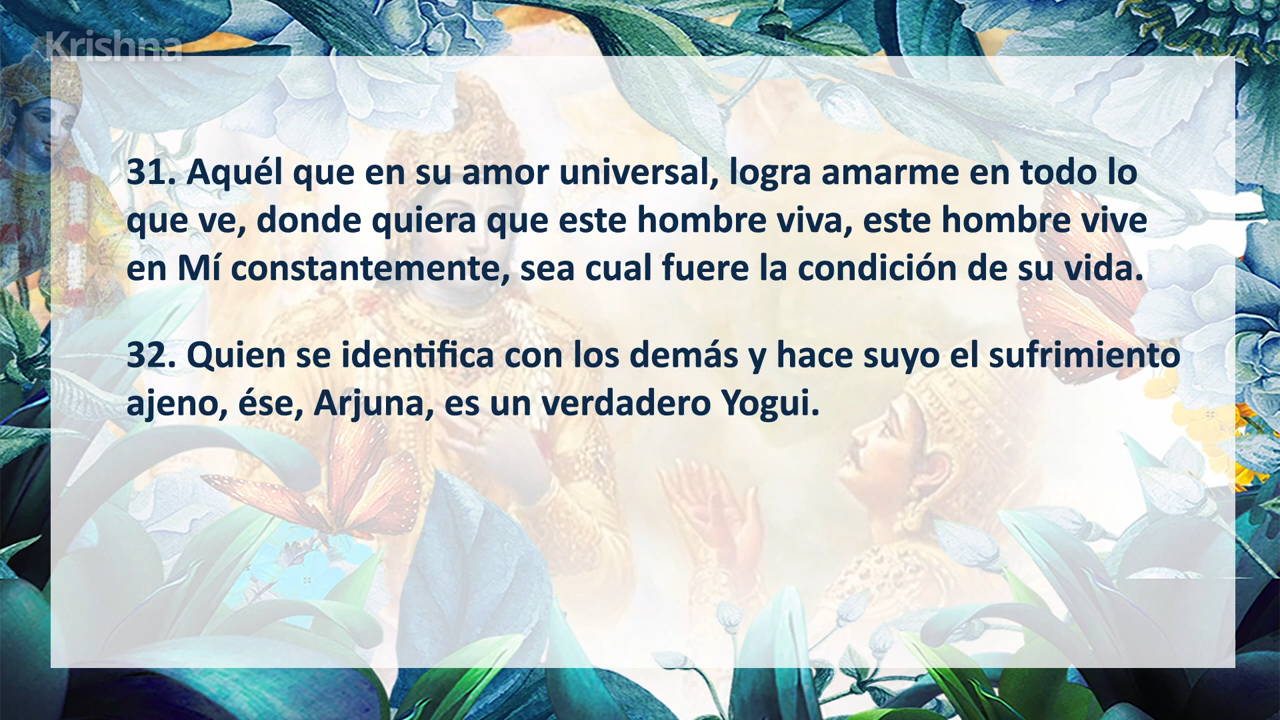 Krishna
31. Aquél que en su amor universal, logra amarme en todo lo
que ve, donde quiera que este hombre viva, este hombre vive
en Mí constantemente, sea cual fuere la condición de su vida.
32. Quien se identifica con los demás y hace suyo el sufrimiento
ajeno, ése, Arjuna, es un verdadero Yogui.